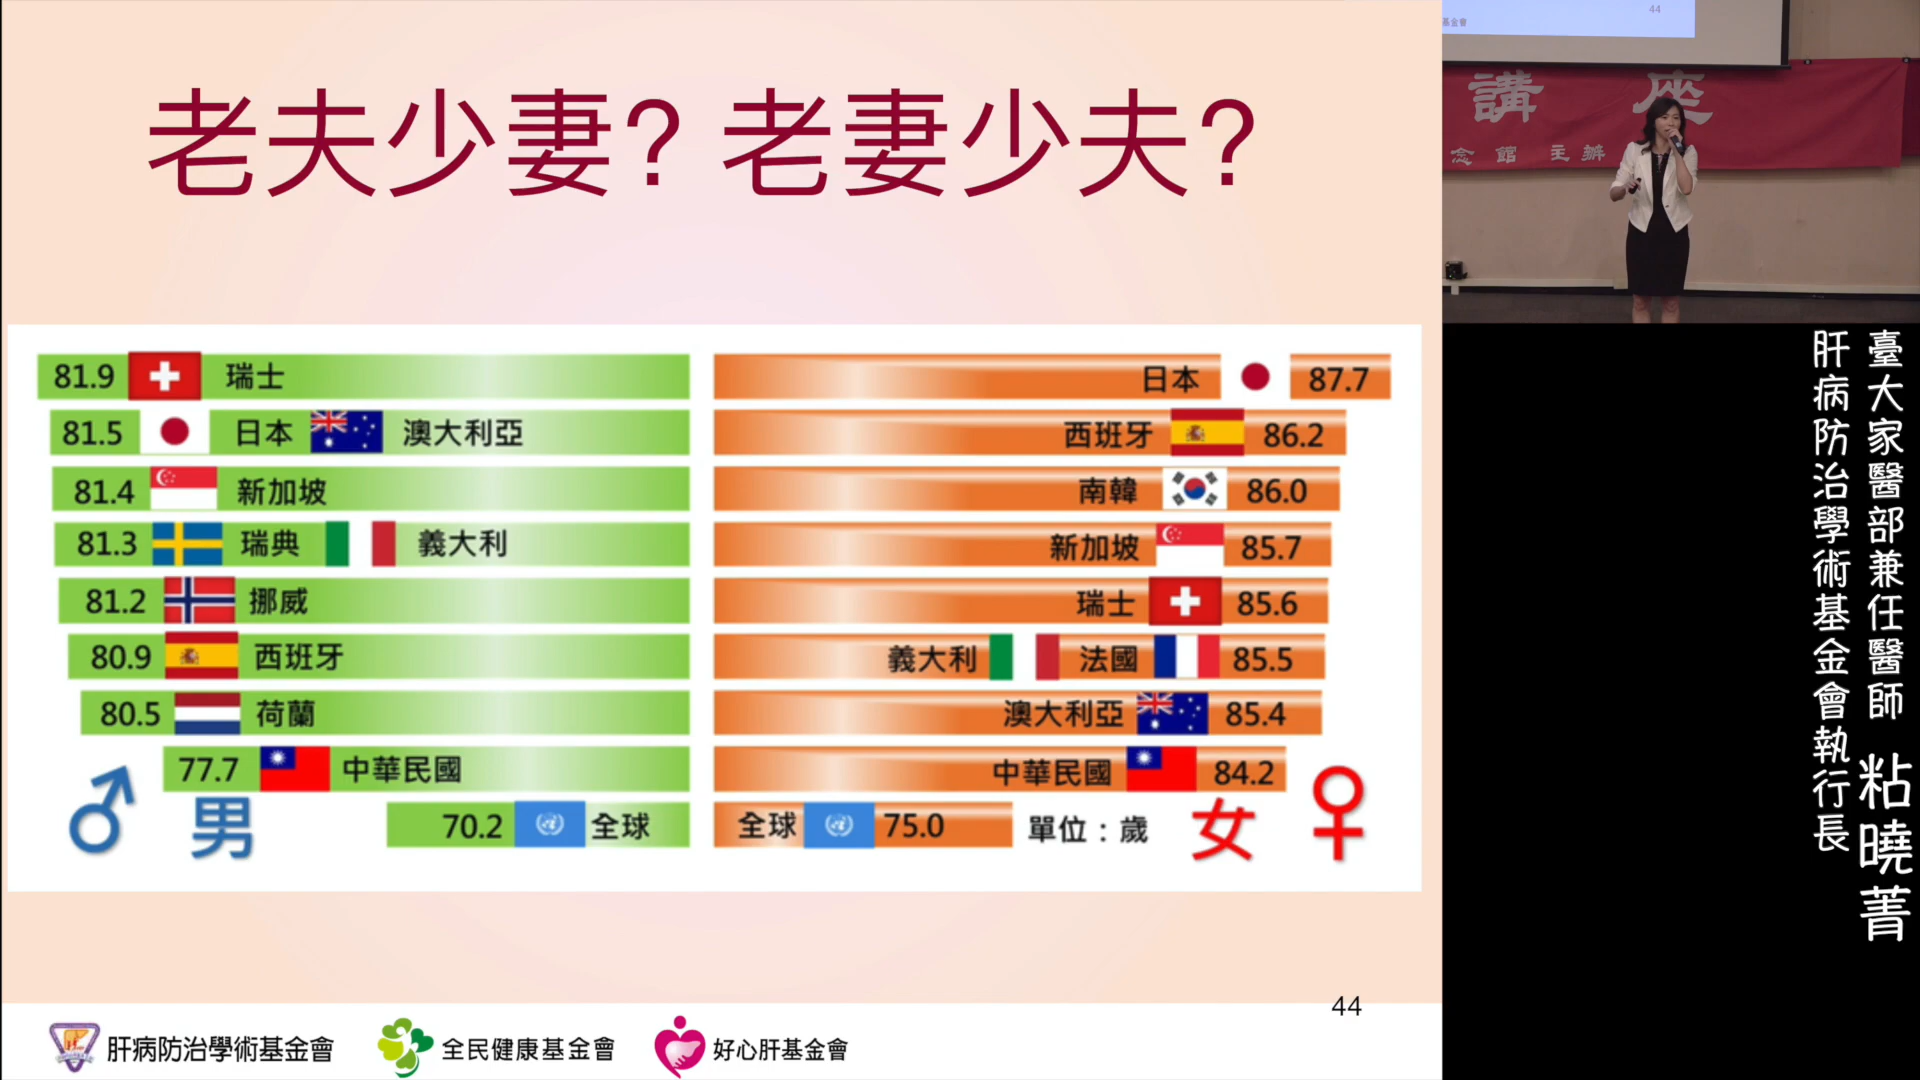 老夫少妻? 老妻少夫?
81.9 瑞士
81.5 日本 澳大利亞
81.4 新加坡
81.3 瑞典 義大利
81.2 挪威
80.9 西班牙
80.5 荷蘭
77.7 中華民國
男 70.2 全球
日本 87.7
西班牙 86.2
南韓 86.0
新加坡 85.7
瑞士 85.6
義大利 法國 85.5
澳大利亞 85.4
中華民國 84.2
全球 75.0 單位：歲 女
44
肝病防治學術基金會 全民健康基金會 好心肝基金會
44
基金會
講座
念館 主辦
臺大家醫部兼任醫師
肝病防治學術基金會執行長
粘曉菁